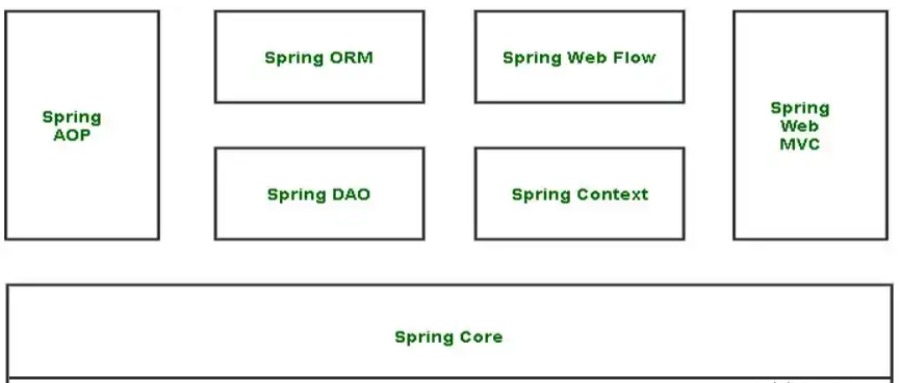 Spring ORM
Spring Web Flow
Spring
AOP
Spring
Web
MVC
Spring DAO
Spring Context
Spring Core